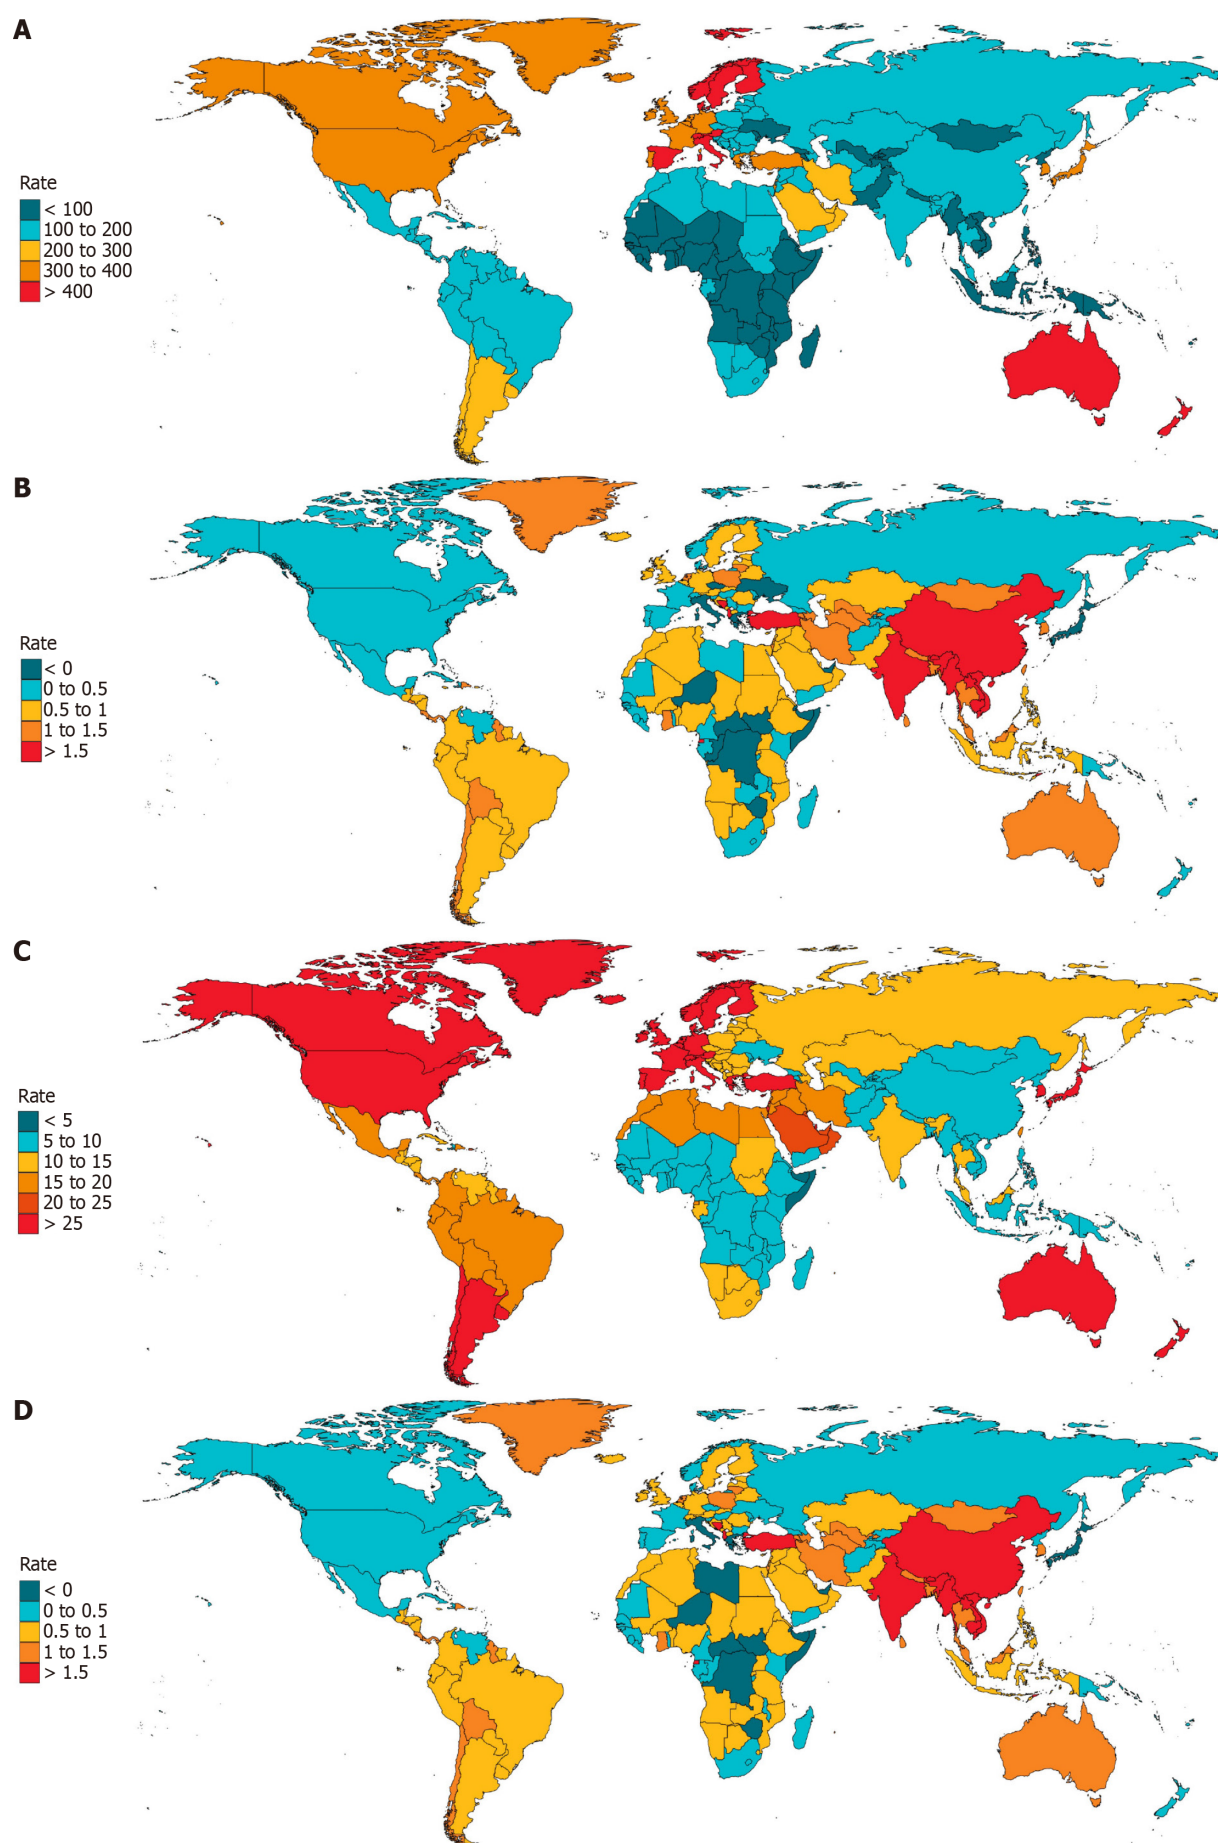 A
Rate
< 100
100 to 200
200 to 300
300 to 400
> 400
B
Rate
< 0
0 to 0.5
0.5 to 1
1 to 1.5
> 1.5
C
Rate
< 5
5 to 10
10 to 15
15 to 20
20 to 25
> 25
D
Rate
< 0
0 to 0.5
0.5 to 1
1 to 1.5
> 1.5